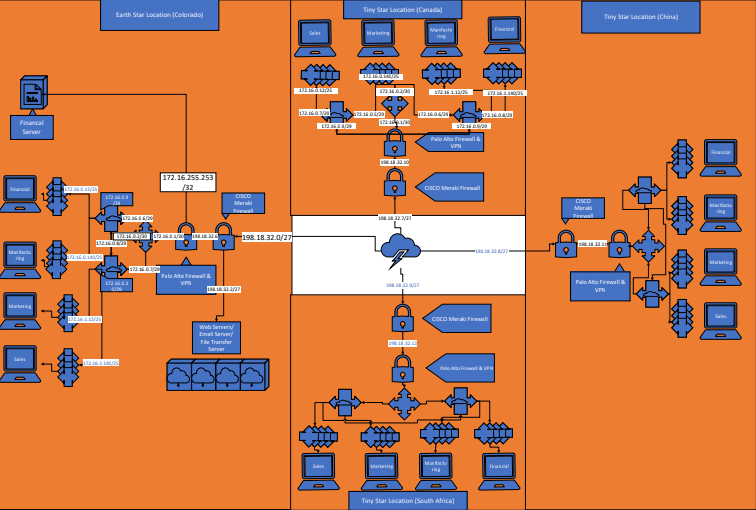 Earth Star Location (Colorado)
Tiny Star Location (Canada)
Tiny Star Location (China)
Sales
Marketing
Manifactu
ring
Financial
172.16.0.12/25
172.16.0.140/25
172.16.1.12/25
172.16.1.140/25
172.16.0.2/30
172.16.0.7/29
172.16.0.5/29
172.16.0.6/29
172.16.0.8/29
172.16.0.9/29
172.16.0.1/30
172.16.0.9/29
Palo Alto Firewall &
VPN
198.18.32.10
CISCO Meraki Firewall
198.18.32.7/27
Financal
Server
172.16.255.253
/32
CISCO
Meraki
Firewall
Financial
172.16.0.12/25
172.16.0.6/29
172.16.0.2/30
172.16.0.1/30
198.18.32.6
198.18.32.0/27
172.16.0.8/29
Manifactu
ring
172.16.0.140/25
172.16.0.7/29
Palo Alto Firewall &
VPN
198.18.32.2/27
Marketing
172.16.1.12/25
Sales
172.16.1.140/25
Web Servers/
Email Server/
File Transfer
Server
198.18.32.8/27
198.18.32.9/27
CISCO
Meraki
Firewall
198.18.32.11
Palo Alto Firewall &
VPN
Financial
Manifactu
ring
Marketing
Sales
CISCO Meraki Firewall
198.18.32.12
Palo Alto Firewall & VPN
Sales
Marketing
Manifactu
ring
Financial
Tiny Star Location (South Africa)